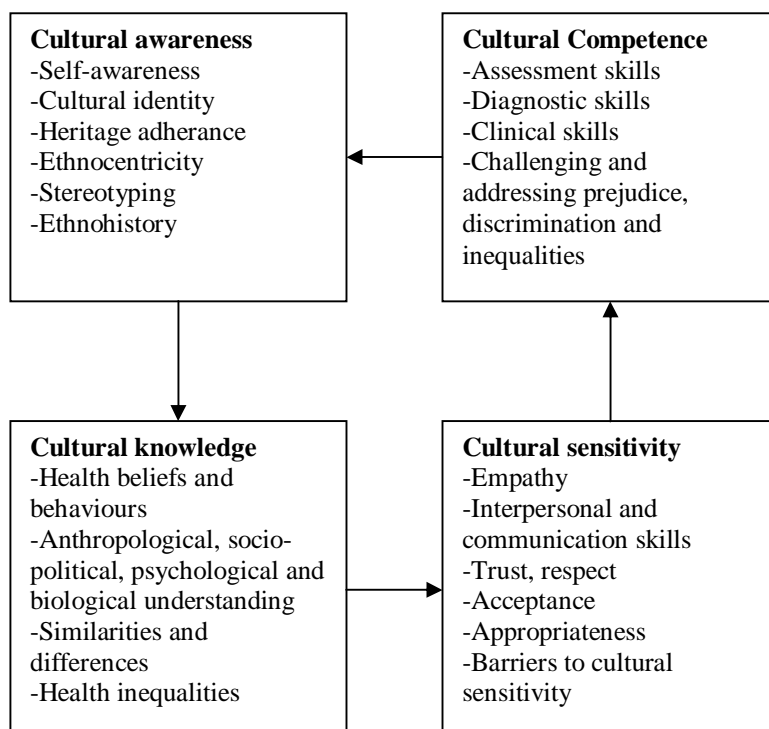 Cultural awareness
-Self-awareness
-Cultural identity
-Heritage adherance
-Ethnocentricity
-Stereotyping
-Ethnohistory
Cultural Competence
-Assessment skills
-Diagnostic skills
-Clinical skills
-Challenging and
addressing prejudice,
discrimination and
inequalities
Cultural knowledge
-Health beliefs and
behaviours
-Anthropological, socio-
political, psychological and
biological understanding
-Similarities and
differences
-Health inequalities
Cultural sensitivity
-Empathy
-Interpersonal and
communication skills
-Trust, respect
-Acceptance
-Appropriateness
-Barriers to cultural
sensitivity